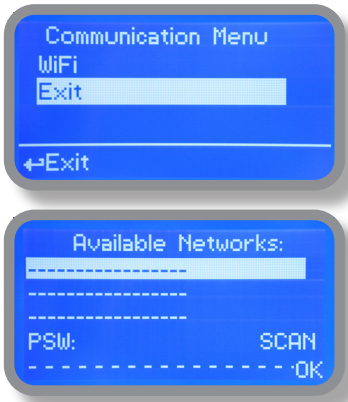 Communication Menu
WiFi
Exit
↵Exit
Available Networks:
----------------
----------------
----------------
PSW: SCAN
- - - - - - - - - - - - - - - - -OK